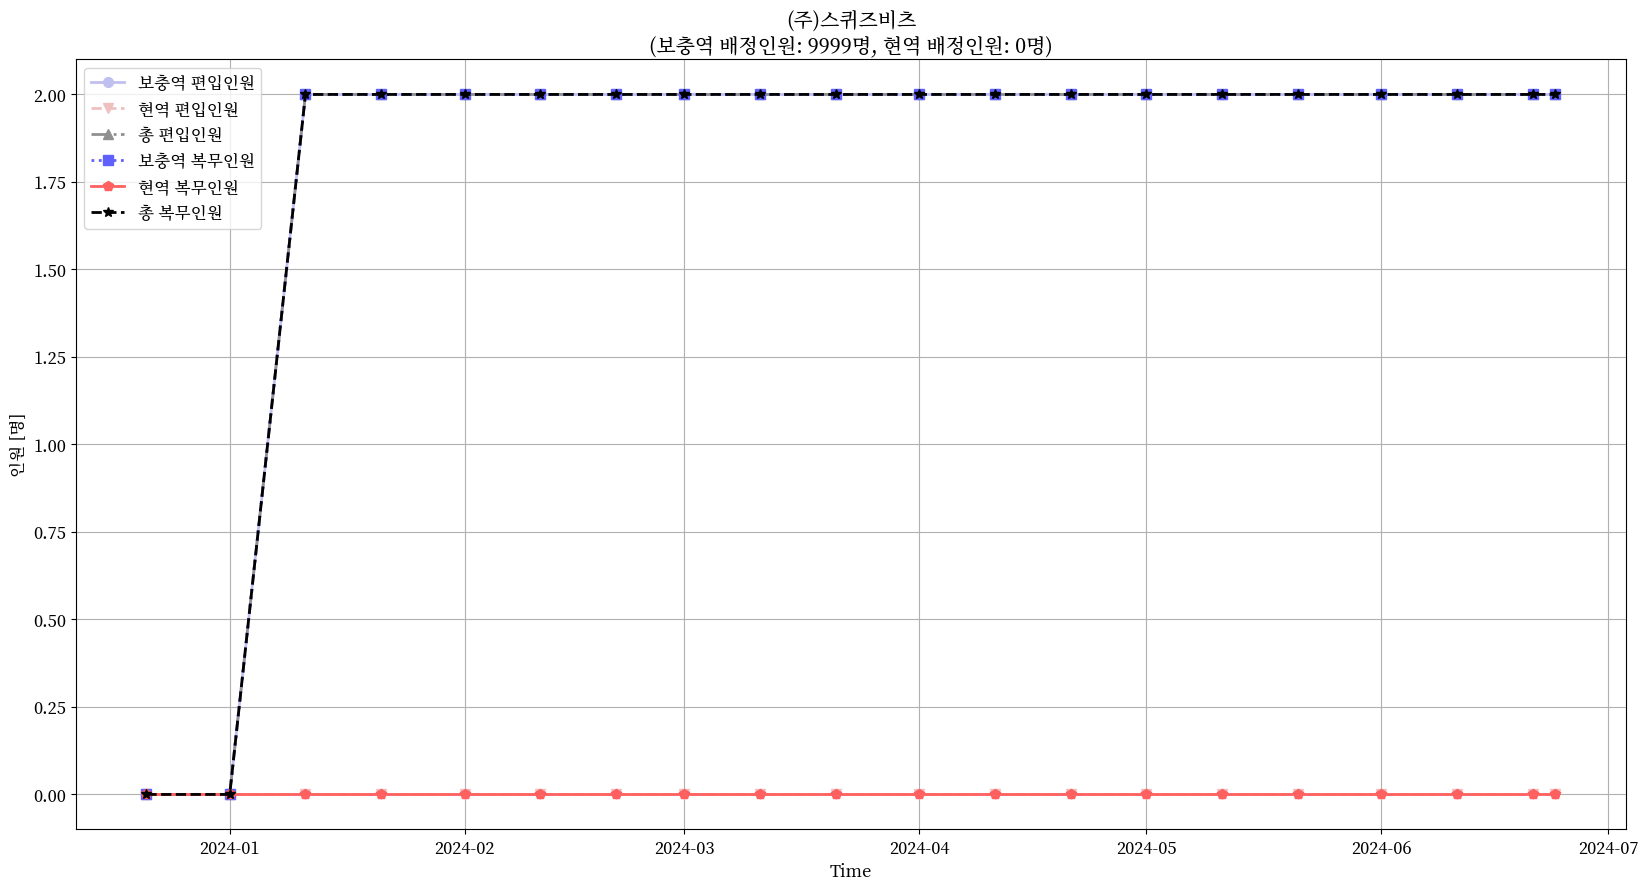 (주)스퀴즈비츠
(보충역 배정인원: 9999명, 현역 배정인원: 0명)
보충역 편입인원
현역 편입인원
총 편입인원
보충역 복무인원
현역 복무인원
총 복무인원
인원 [명]
2.00
1.75
1.50
1.25
1.00
0.75
0.50
0.25
0.00
2024-01 2024-02 2024-03 2024-04 2024-05 2024-06 2024-07
Time